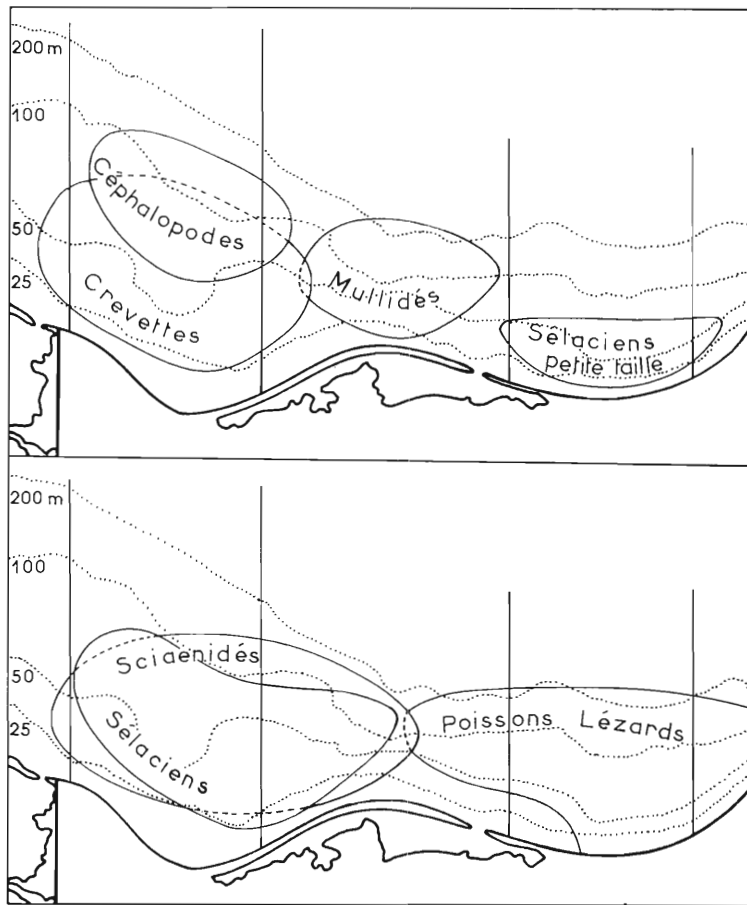 200 m
100
50
25
Céphalopodes
Crevettes
Mullidés
Sélaciens
petite taille
200 m
100
50
25
Sciaenidés
Sélaciens
Poissons Lézards